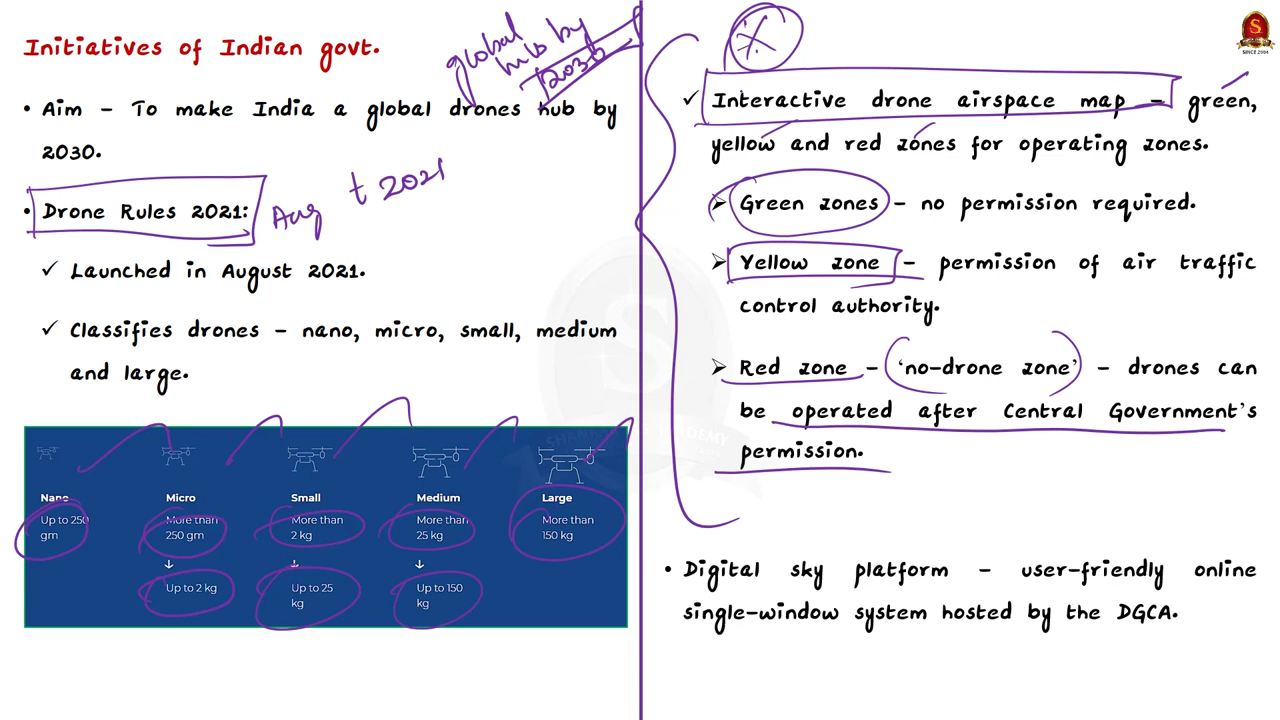 Initiatives of Indian govt.
global
hub by
2030
• Aim – To make India a global drones hub by
2030.
• Drone Rules 2021:
Aug t 2021
✓ Launched in August 2021.
✓ Classifies drones – nano, micro, small, medium
and large.
Nano Micro Small Medium Large
Up to 250 More than More than More than More than
gm 250 gm 2 kg 25 kg 150 kg
↓ ↓ ↓
Up to 2 kg Up to 25 Up to 150
kg kg
SINCE 2004
✓ Interactive drone airspace map – green,
yellow and red zones for operating zones.
➢ Green zones – no permission required.
➢ Yellow zone – permission of air traffic
control authority.
➢ Red zone – ‘no-drone zone’ – drones can
be operated after Central Government’s
permission.
• Digital sky platform – user-friendly online
single-window system hosted by the DGCA.